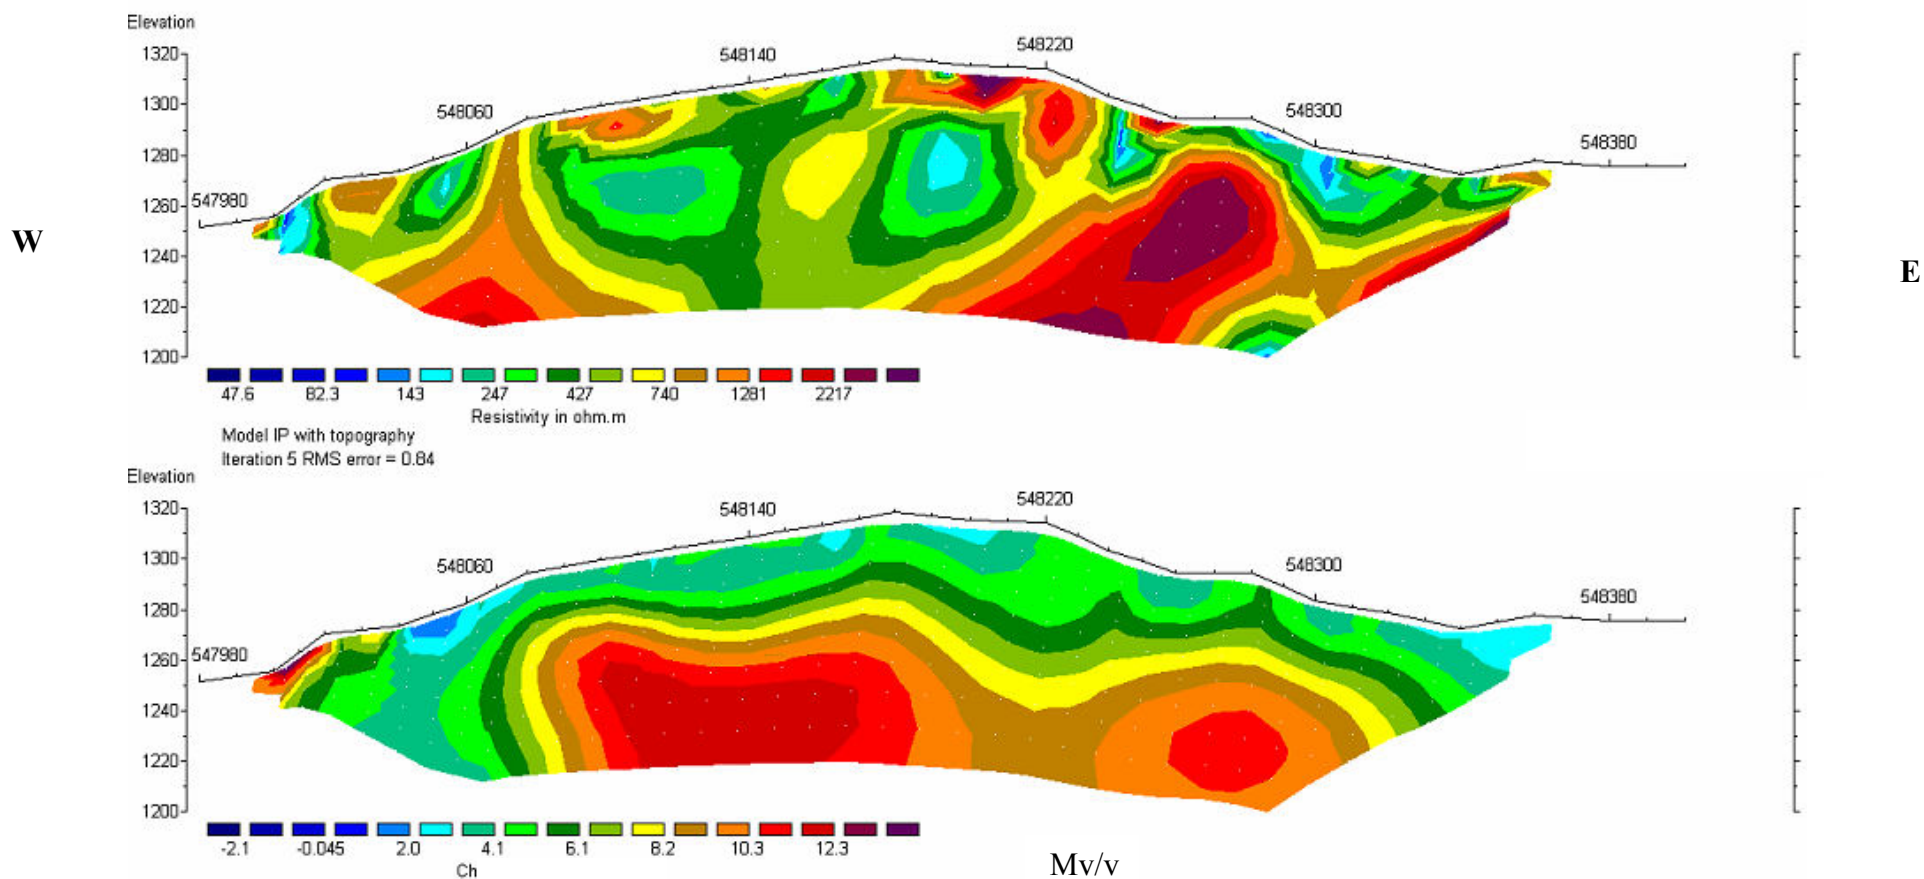 Elevation
548220
1320
548140
1300
548060
548300
1280
548380
1260
547980
W
1240
E
1220
1200
47.6 82.3 143 247 427 740 1281 2217
Resistivity in ohm.m
Model IP with topography
Iteration 5 RMS error = 0.84
Elevation
548220
1320
548140
1300
548060
548300
1280
548380
1260
547980
1240
1220
1200
-2.1 -0.045 2.0 4.1 6.1 8.2 10.3 12.3
Ch
Mv/v